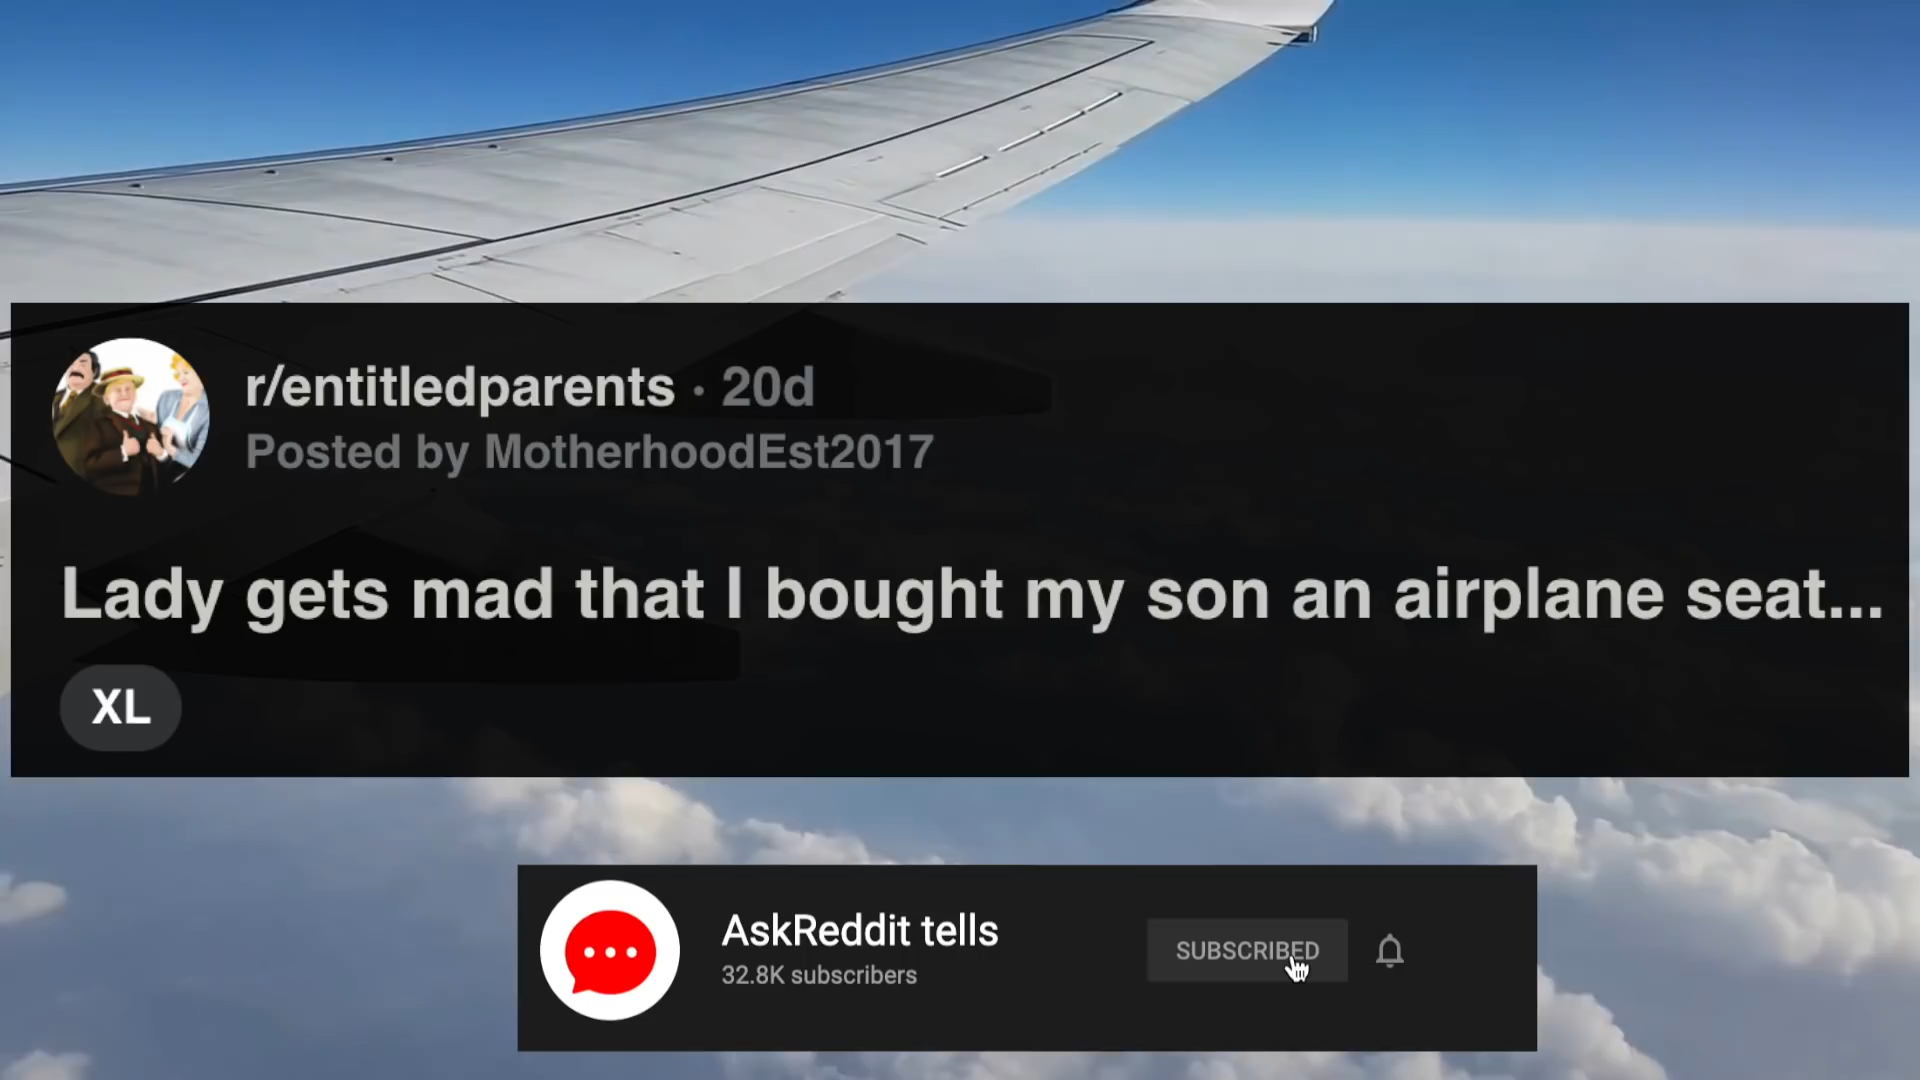 r/entitledparents · 20d
Posted by MotherhoodEst2017
Lady gets mad that I bought my son an airplane seat...
XL
AskReddit tells
32.8K subscribers
SUBSCRIBED